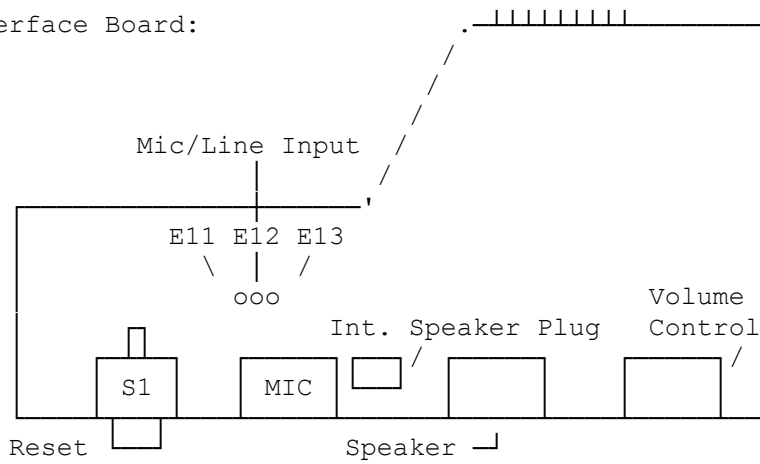 erface Board:
Mic/Line Input
E11 E12 E13
ooo
Volume
Int. Speaker Plug Control
S1 MIC
Reset Speaker